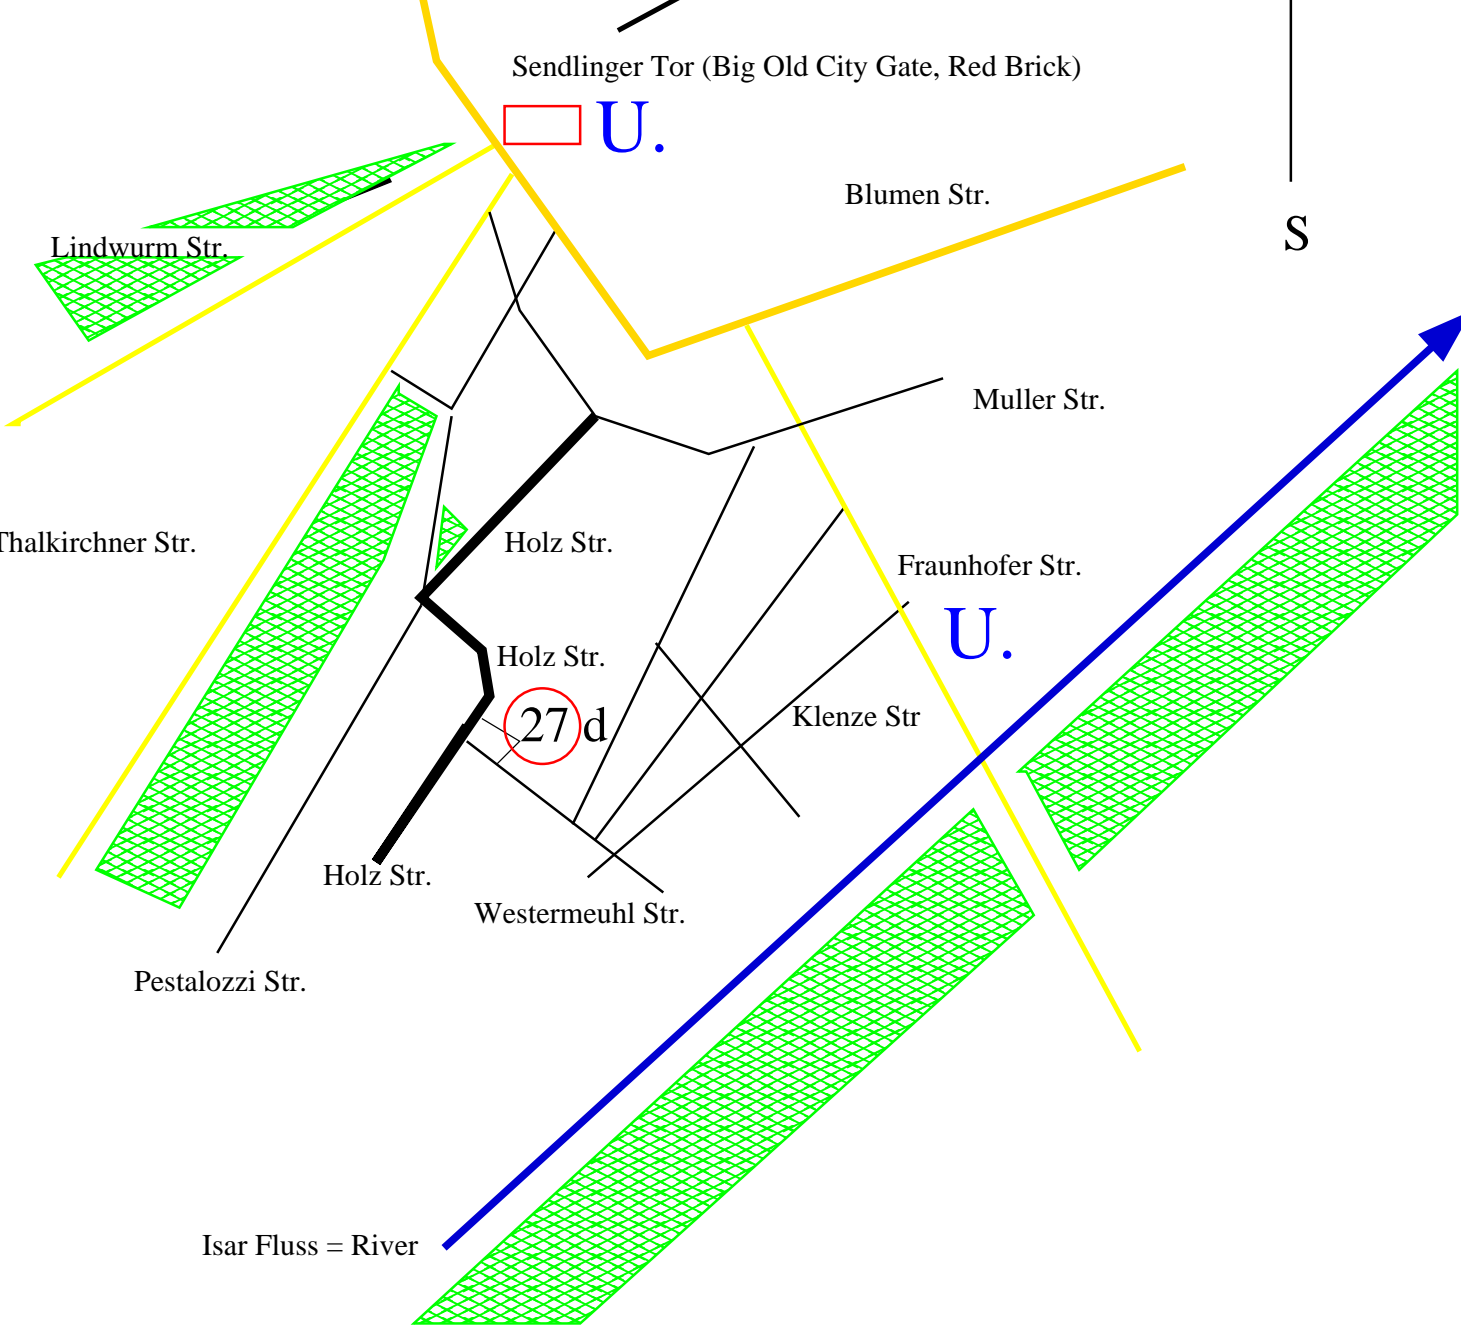 Sendlinger Tor (Big Old City Gate, Red Brick)
U.
Blumen Str.
S
Lindwurm Str.
Muller Str.
Thalkirchner Str.
Holz Str.
Fraunhofer Str.
U.
Holz Str.
27 d
Klenze Str
Holz Str.
Westermeuhl Str.
Pestalozzi Str.
Isar Fluss = River